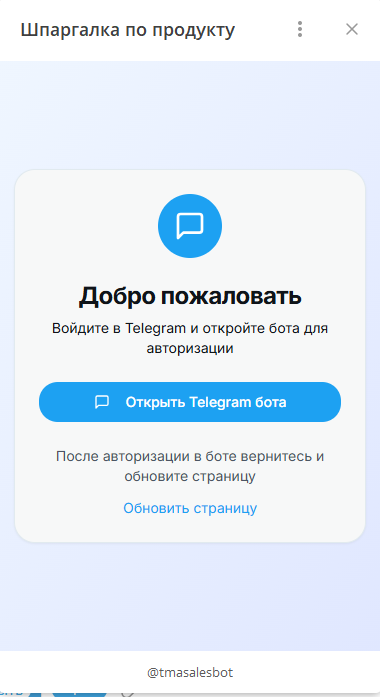 Шпаргалка по продукту
Добро пожаловать
Войдите в Telegram и откройте бота для
авторизации
Открыть Telegram бота
После авторизации в боте вернитесь и
обновите страницу
Обновить страницу
@tmasalesbot